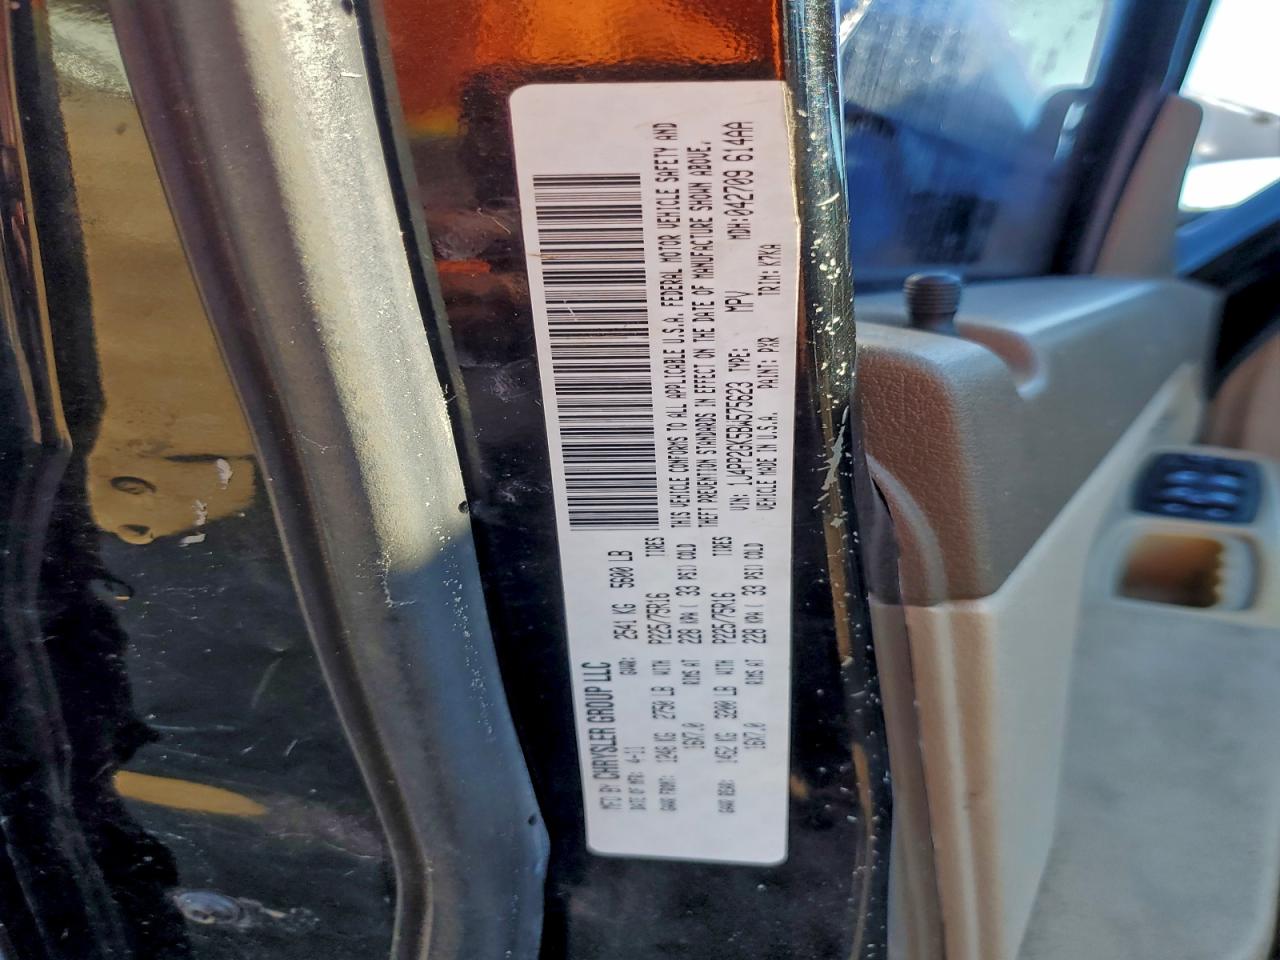 MFD BY CHRYSLER GROUP LLC
DATE OF MFR: 4-11 GVWR: 2541 KG 5600 LB
GAWR FRONT: 1246 KG 2750 LB WITH P225/75R16 TIRES
16X7.0 RIMS AT 228 KPA ( 33 PSI) COLD
GAWR REAR: 1452 KG 3200 LB WITH P225/75R16 TIRES
16X7.0 RIMS AT 228 KPA ( 33 PSI) COLD
THIS VEHICLE CONFORMS TO ALL APPLICABLE U.S.A. FEDERAL MOTOR VEHICLE SAFETY AND
THEFT PREVENTION STANDARDS IN EFFECT ON THE DATE OF MANUFACTURE SHOWN ABOVE.
VIN: 1J4PP2GK5BW575623 TYPE: MPV MDH:042709 614AA
VEHICLE MADE IN U.S.A. PAINT: PXR TRIM: K7KA